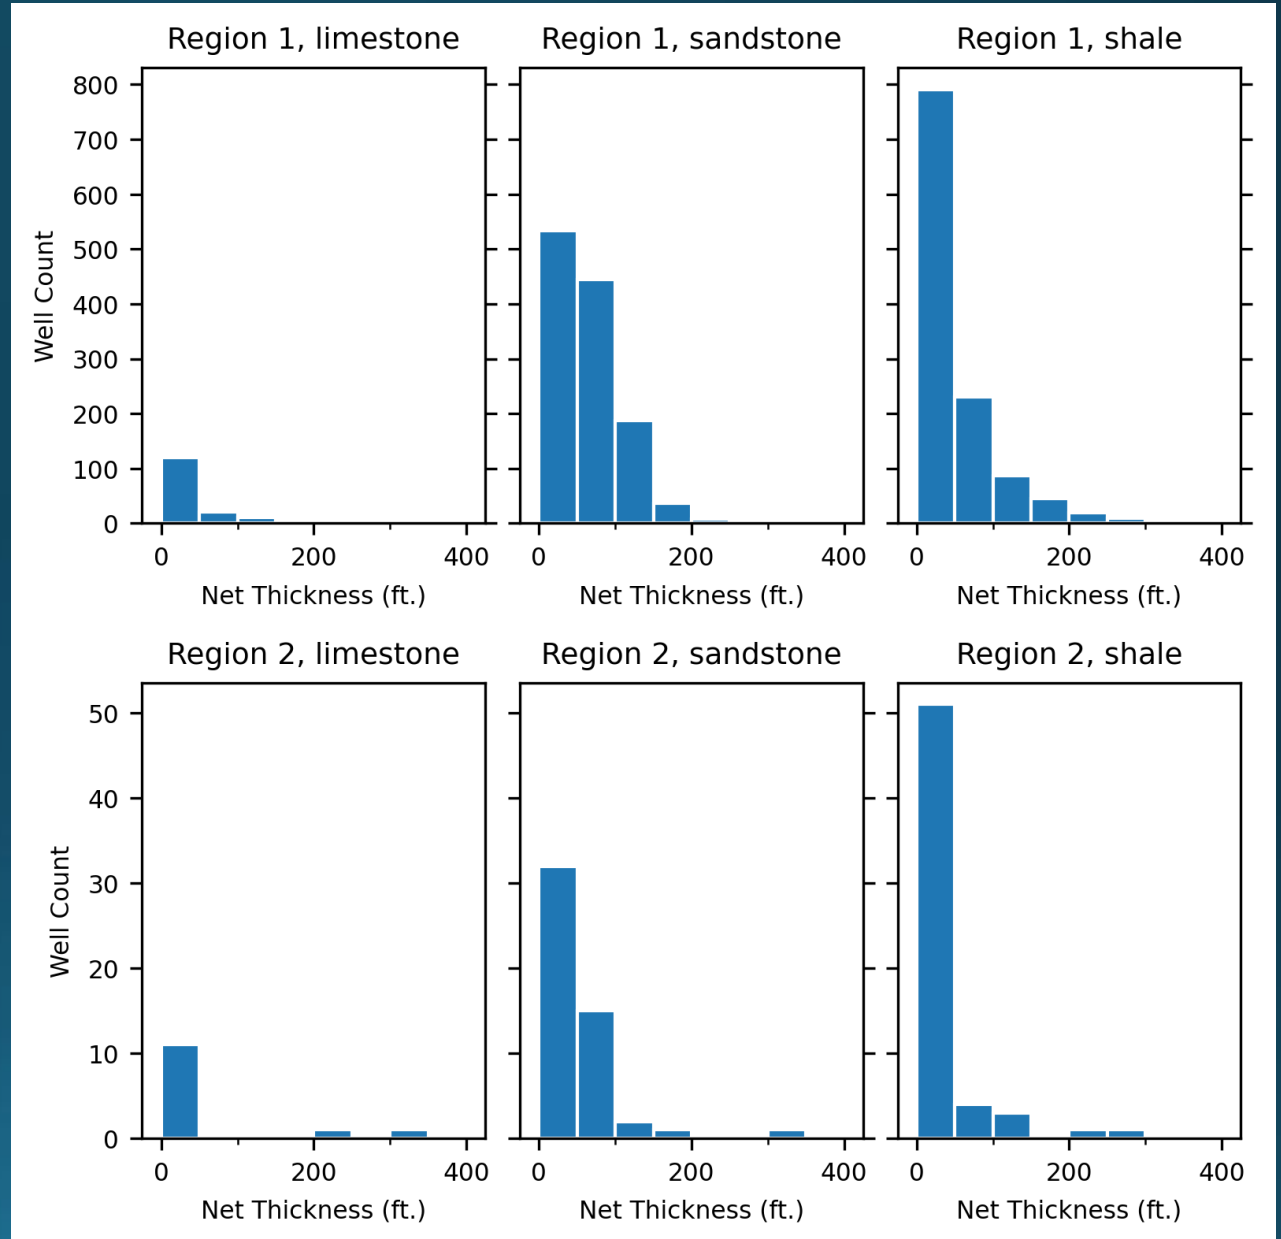 Region 1, limestone
Region 1, sandstone
Region 1, shale
Well Count
800
700
600
500
400
300
200
100
0
0 200 400
0 200 400
0 200 400
Net Thickness (ft.)
Net Thickness (ft.)
Net Thickness (ft.)
Region 2, limestone
Region 2, sandstone
Region 2, shale
Well Count
50
40
30
20
10
0
0 200 400
0 200 400
0 200 400
Net Thickness (ft.)
Net Thickness (ft.)
Net Thickness (ft.)